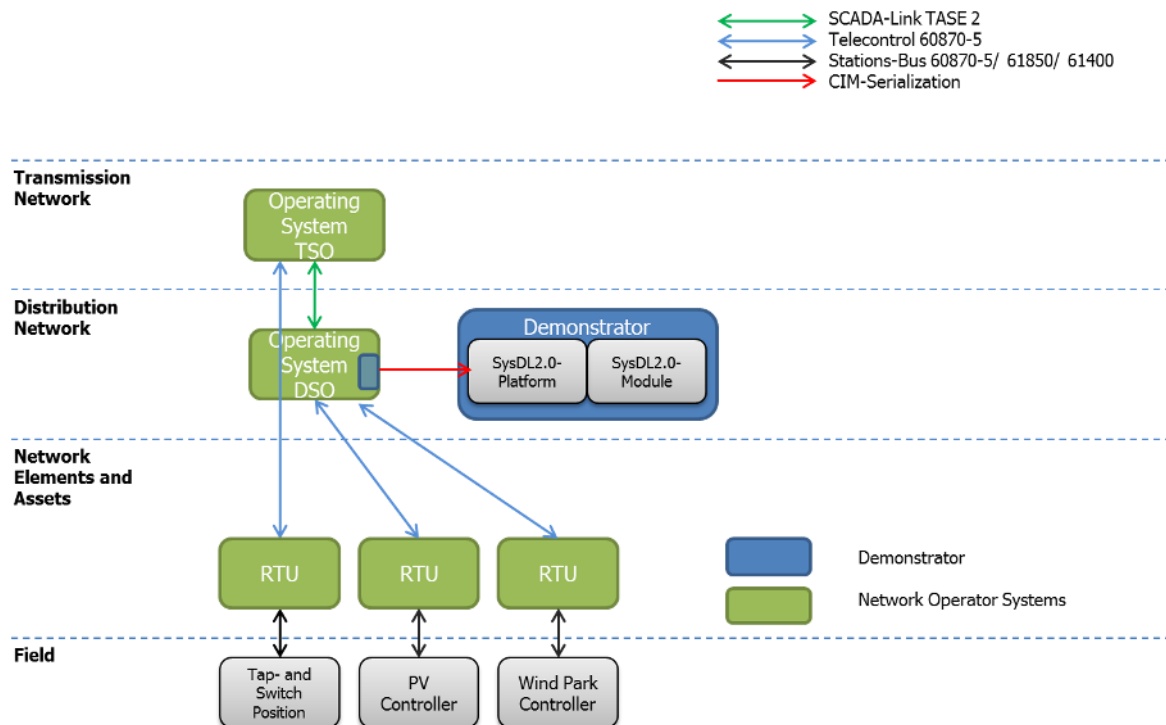 SCADA-Link TASE 2
Telecontrol 60870-5
Stations-Bus 60870-5/ 61850/ 61400
CIM-Serialization
Transmission
Network
Operating
System
TSO
Distribution
Network
Operating
System
DSO
Demonstrator
SysDL2.0-
Platform
SysDL2.0-
Module
Network
Elements and
Assets
RTU
RTU
RTU
Demonstrator
Network Operator Systems
Field
Tap- and
Switch
Position
PV
Controller
Wind Park
Controller